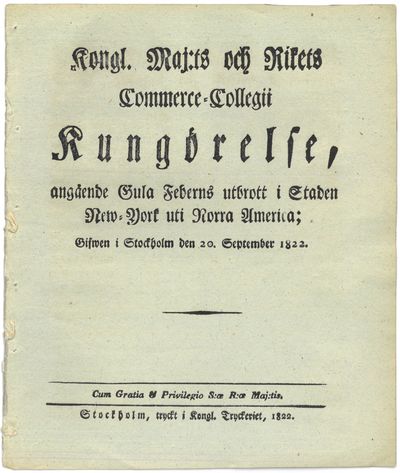 Kongl. Maj:ts och Rikets
Commerce-Collegii
Kungörelse,
angående Gula Feberns utbrott i Staden
New-York uti Norra America;
Gifwen i Stockholm den 20. September 1822.
Cum Gratia & Privilegio S:æ R:æ Maj:tis.
Stockholm, tryckt i Kongl. Tryckeriet, 1822.